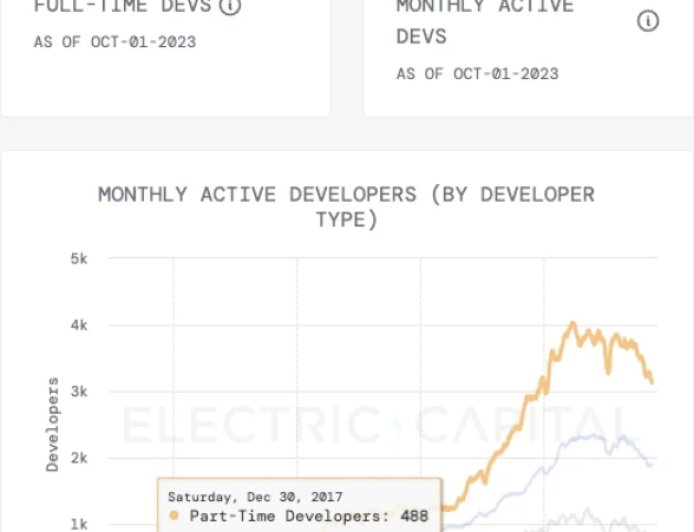 FULL-TIME DEVS
AS OF OCT-01-2023
MONTHLY ACTIVE
DEVS
AS OF OCT-01-2023
MONTHLY ACTIVE DEVELOPERS (BY DEVELOPER
TYPE)
5k
4k
3k
2k
1k
Developers
ELECTRIC CAPITAL
Saturday, Dec 30, 2017
Part-Time Developers: 488